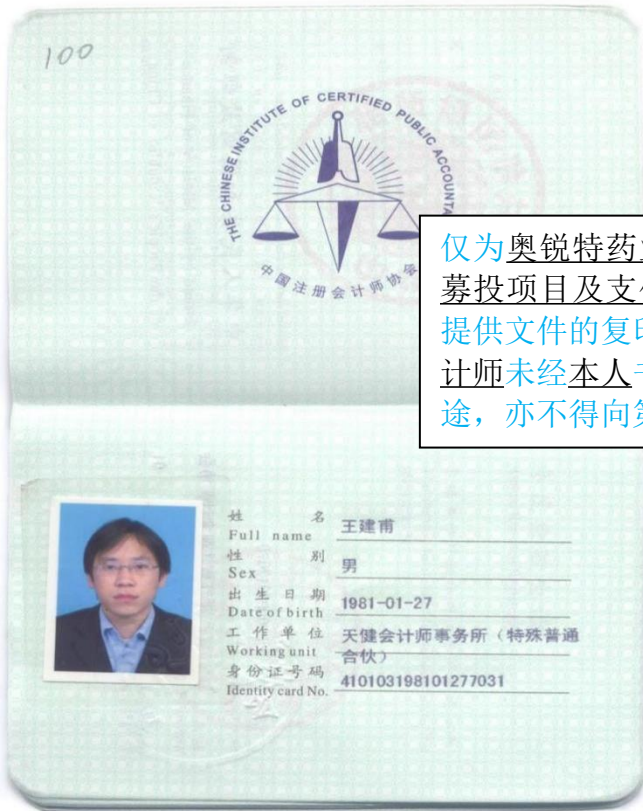 100
THE CHINESE INSTITUTE OF CERTIFIED PUBLIC
中国注册会计师协会
仅为奥锐特药
募投项目及支
提供文件的复
计师未经本人
途，亦不得向
姓 名
Full name
王建甫
性 别
Sex
男
出生日期
Date of birth
1981-01-27
工作单位
Working unit
天健会计师事务所（特殊普通
合伙）
身份证号码
Identity card No.
410103198101277031